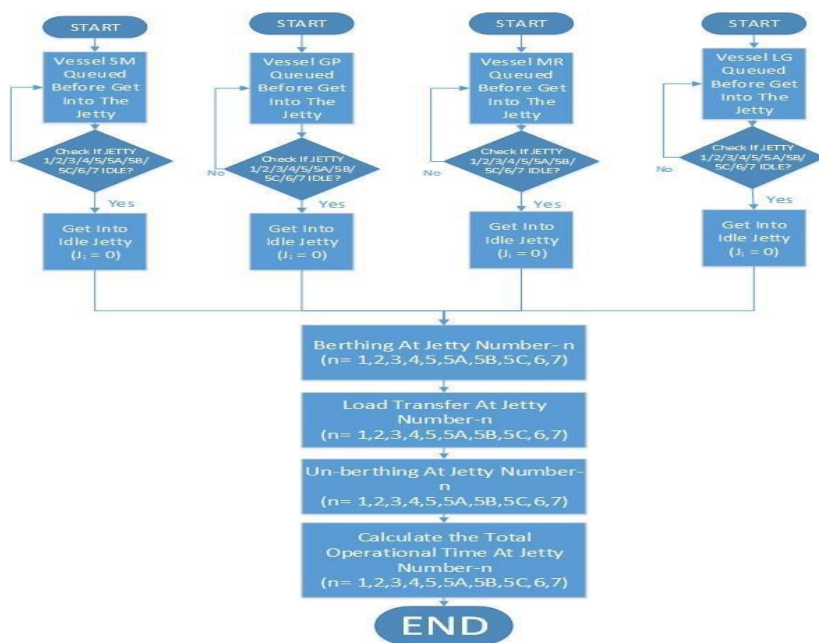 START
Vessel SM
Queued
Before Get
Into The
Jetty
Check If JETTY
1/2/3/4/5/5A/5B/
5C/6/7 IDLE?
Yes
Get Into
Idle Jetty
(Jᵢ = 0)
START
Vessel GP
Queued
Before Get
Into The
Jetty
Check If JETTY
1/2/3/4/5/5A/5B/
5C/6/7 IDLE?
No
Yes
Get Into
Idle Jetty
(Jᵢ = 0)
START
Vessel MR
Queued
Before Get
Into The
Jetty
Check If JETTY
1/2/3/4/5/5A/5B/
5C/6/7 IDLE?
No
Yes
Get Into
Idle Jetty
(Jᵢ = 0)
START
Vessel LG
Queued
Before Get
Into The
Jetty
Check If JETTY
1/2/3/4/5/5A/5B/
5C/6/7 IDLE?
No
Yes
Get Into
Idle Jetty
(Jᵢ = 0)
Berthing At Jetty Number- n
(n= 1,2,3,4,5,5A,5B,5C,6,7)
Load Transfer At Jetty
Number-n
(n= 1,2,3,4,5,5A,5B,5C,6,7)
Un-berthing At Jetty Number-
n
(n= 1,2,3,4,5,5A,5B,5C,6,7)
Calculate the Total
Operational Time At Jetty
Number-n
(n= 1,2,3,4,5,5A,5B,5C,6,7)
END